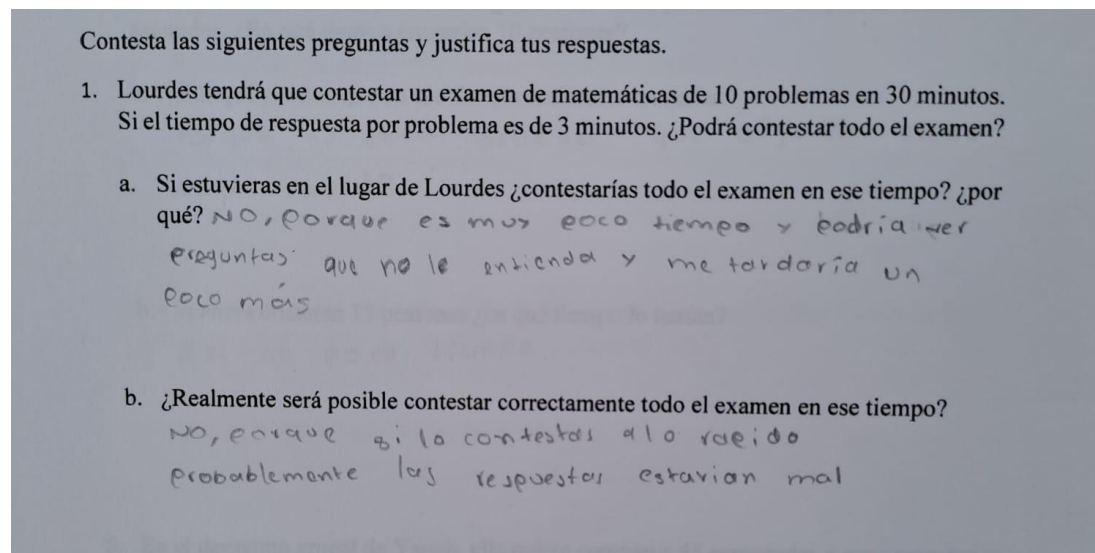 Contesta las siguientes preguntas y justifica tus respuestas.
1. Lourdes tendrá que contestar un examen de matemáticas de 10 problemas en 30 minutos.
Si el tiempo de respuesta por problema es de 3 minutos. ¿Podrá contestar todo el examen?
a. Si estuvieras en el lugar de Lourdes ¿contestarías todo el examen en ese tiempo? ¿por
qué? NO, porque es muy poco tiempo y podría
preguntas que no le entienda y me tardaría un
poco más
b. ¿Realmente será posible contestar correctamente todo el examen en ese tiempo?
NO, porque si lo contestas alo rapido
probablemente las respuestas estavian mal